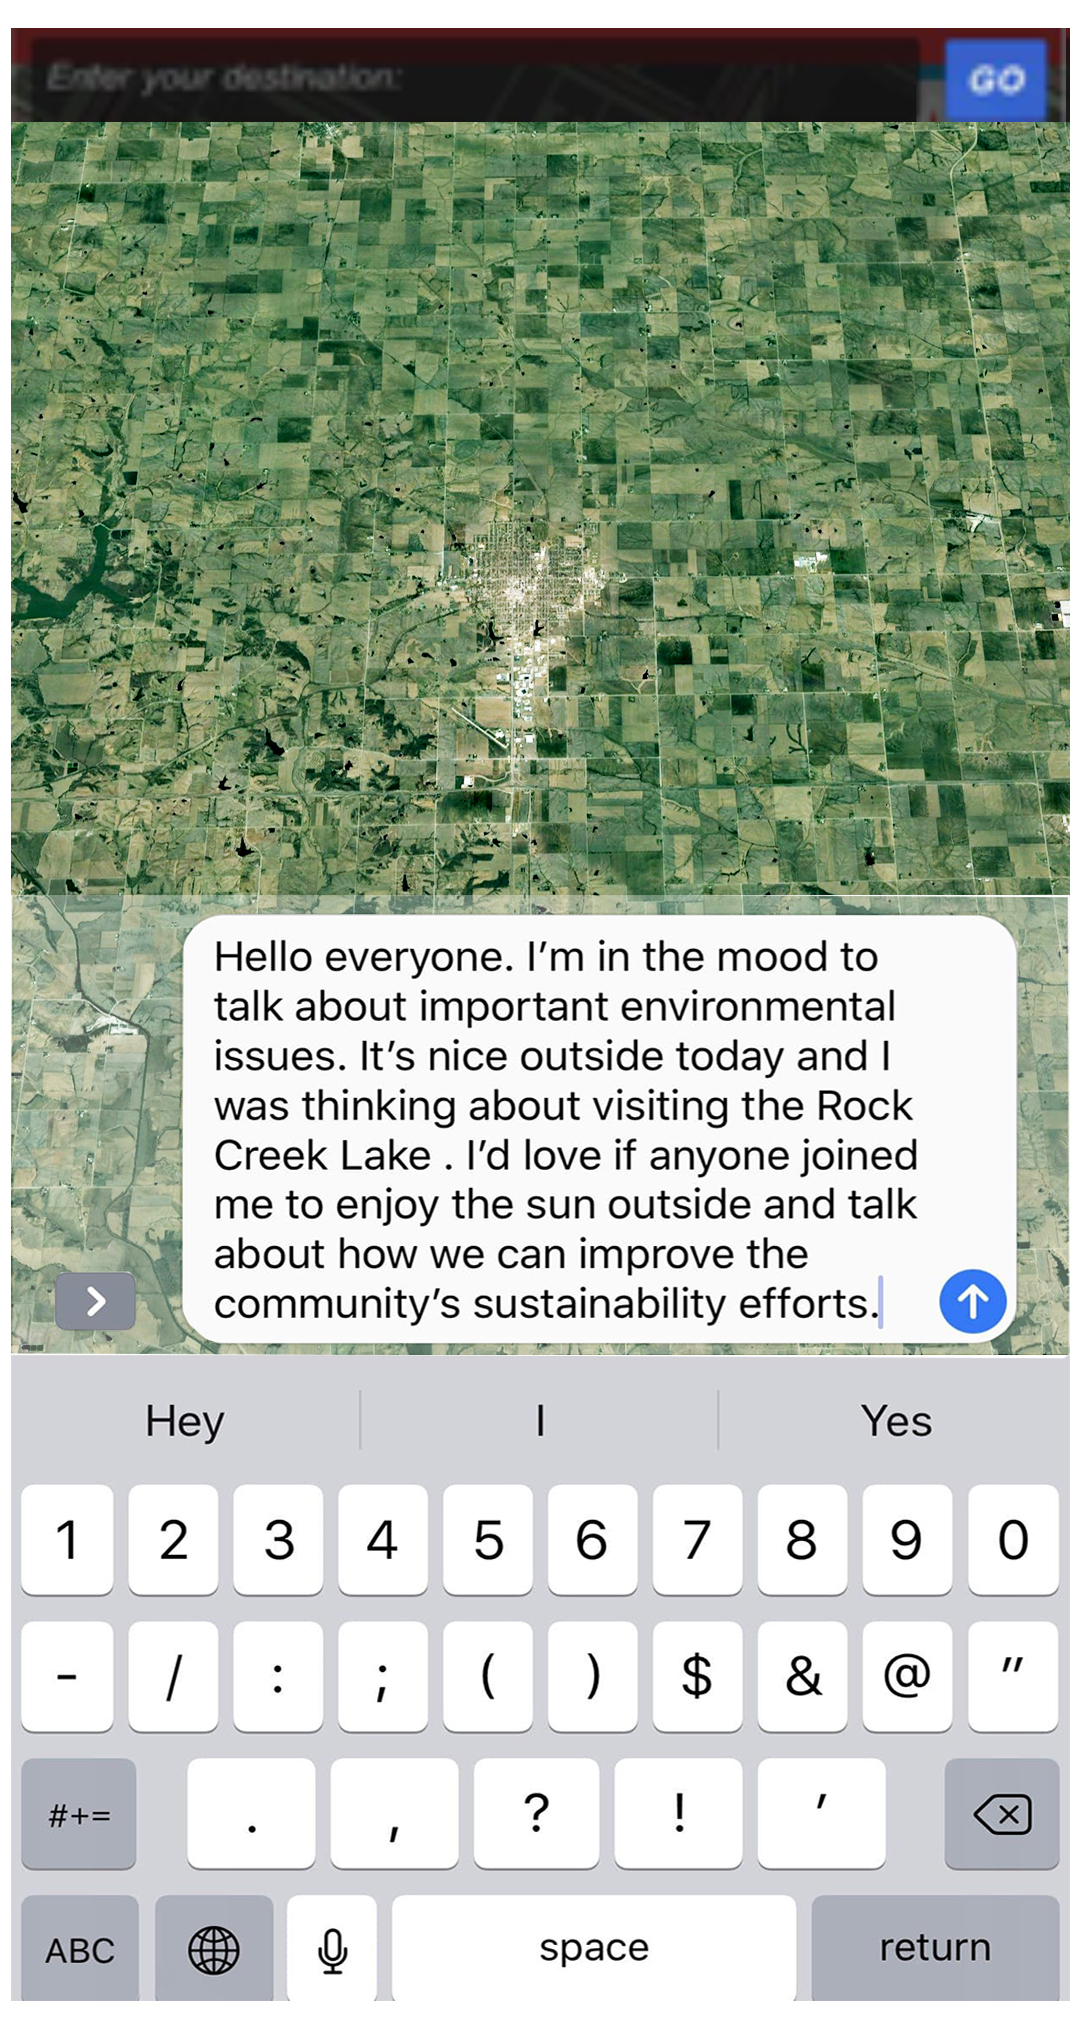 Enter your destination:
GO
Hello everyone. I’m in the mood to
talk about important environmental
issues. It’s nice outside today and I
was thinking about visiting the Rock
Creek Lake . I’d love if anyone joined
me to enjoy the sun outside and talk
about how we can improve the
community’s sustainability efforts.
Hey I Yes
1 2 3 4 5 6 7 8 9 0
- / : ; ( ) $ & @ "
#+= . , ? ! ’
ABC space return